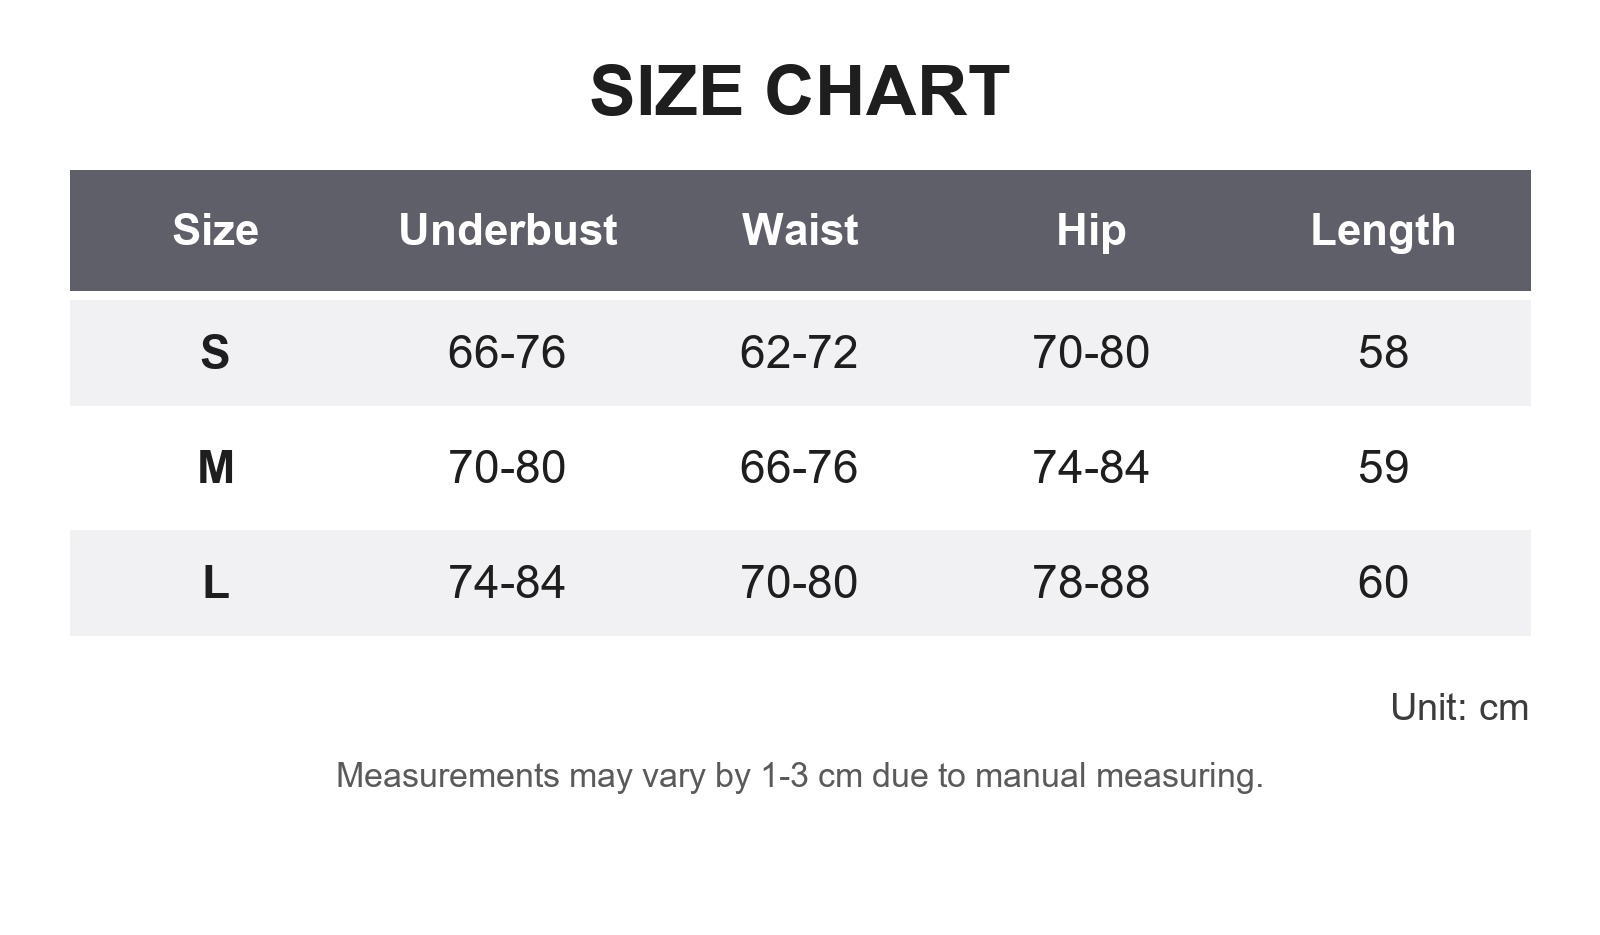 SIZE CHART
Size Underbust Waist Hip Length
S 66-76 62-72 70-80 58
M 70-80 66-76 74-84 59
L 74-84 70-80 78-88 60
Unit: cm
Measurements may vary by 1-3 cm due to manual measuring.